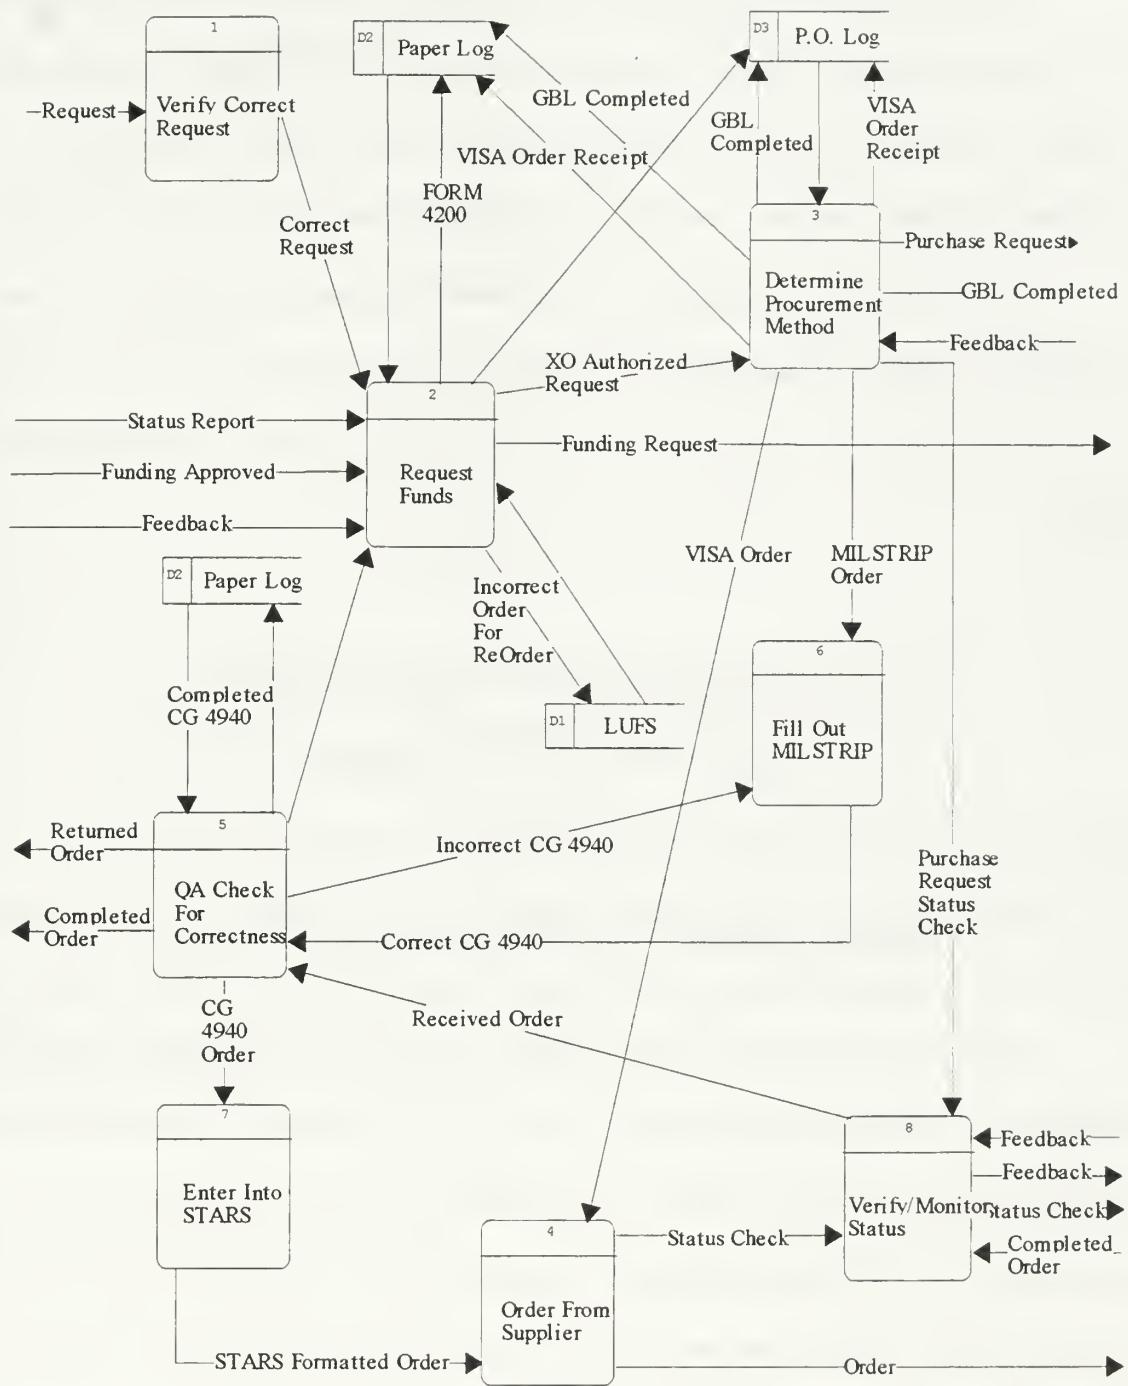 1
D2
Paper Log
D3
P.O. Log
Request
Verify Correct
Request
GBL Completed
GBL
Completed
VISA
Order
Receipt
VISA Order Receipt
FORM
4200
Correct
Request
3
Purchase Request
Determine
Procurement
Method
GBL Completed
Feedback
XO Authorized
Request
2
Status Report
Request
Funds
Funding Request
Funding Approved
Feedback
D2
Paper Log
Incorrect
Order
For
ReOrder
VISA Order
MILSTRIP
Order
6
Completed
CG 4940
D1
LUFS
Fill Out
MILSTRIP
5
Returned
Order
Incorrect CG 4940
QA Check
For
Correctness
Completed
Order
Correct CG 4940
Purchase
Request
Status
Check
CG
4940
Order
Received Order
7
8
Feedback
Feedback
Enter Into
STARS
Verify/Monitor
Status
tatus Check
4
Status Check
Completed
Order
Order From
Supplier
STARS Formatted Order
Order